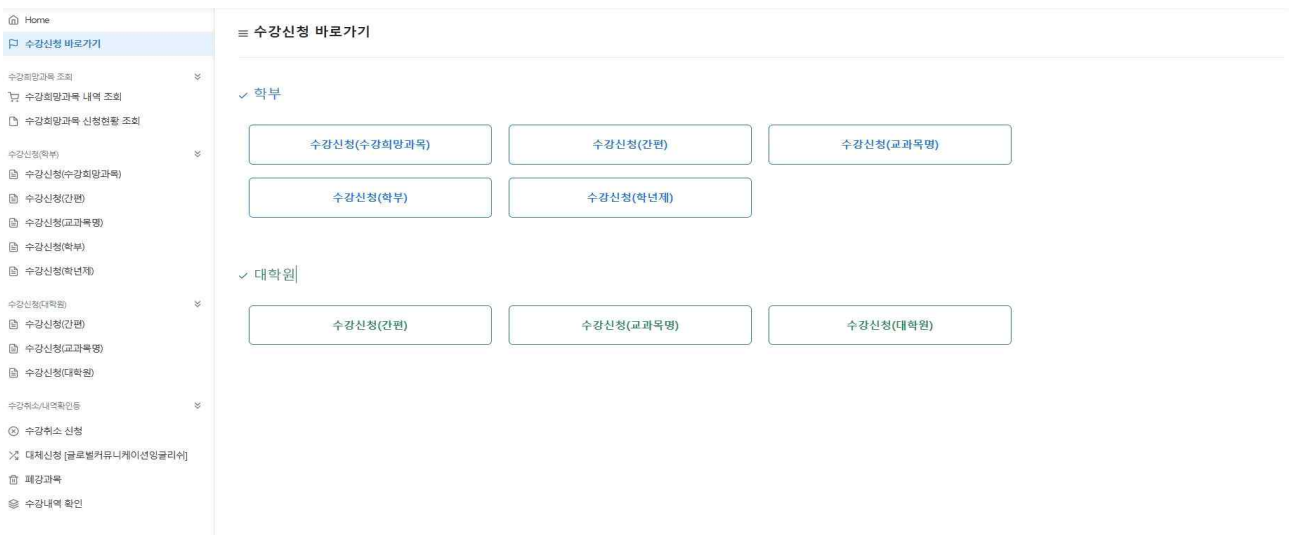 Home
수강신청 바로가기
수강희망과목 조회
수강희망과목 내역 조회
수강희망과목 신청현황 조회
수강신청(학부)
수강신청(수강희망과목)
수강신청(간편)
수강신청(교과목명)
수강신청(학부)
수강신청(학년제)
수강신청(대학원)
수강신청(간편)
수강신청(교과목명)
수강신청(대학원)
수강취소/내역확인등
수강취소 신청
대체신청 [글로벌커뮤니케이션잉글리쉬]
폐강과목
수강내역 확인
수강신청 바로가기
학부
수강신청(수강희망과목) 수강신청(간편) 수강신청(교과목명)
수강신청(학부) 수강신청(학년제)
대학원
수강신청(간편) 수강신청(교과목명) 수강신청(대학원)